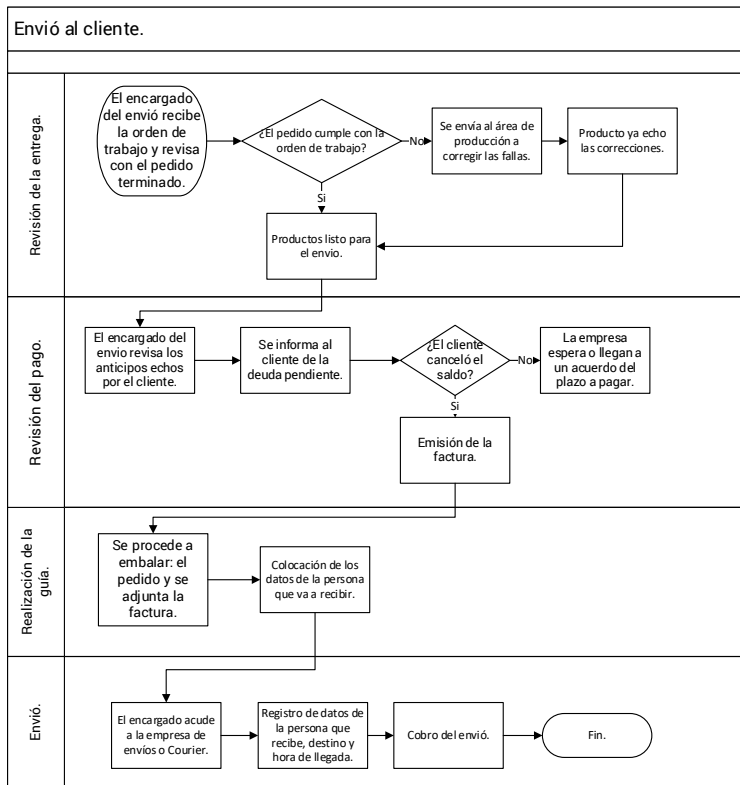 Envió al cliente.
Revisión de la entrega.
El encargado
del envió recibe
la orden de
trabajo y revisa
con el pedido
terminado.
¿El pedido cumple con la
orden de trabajo?
No
Se envía al área de
producción a
corregir las fallas.
Producto ya echo
las correcciones.
Si
Productos listo para
el envio.
Revisión del pago.
El encargado del
envio revisa los
anticipos echos
por el cliente.
Se informa al
cliente de la
deuda pendiente.
¿El cliente
canceló el
saldo?
No
La empresa
espera o llegan a
un acuerdo del
plazo a pagar.
Si
Emisión de la
factura.
Realización de la
guía.
Se procede a
embalar: el
pedido y se
adjunta la
factura.
Colocación de los
datos de la persona
que va a recibir.
Envió.
El encargado acude
a la empresa de
envíos o Courier.
Registro de datos de
la persona que
recibe, destino y
hora de llegada.
Cobro del envió.
Fin.